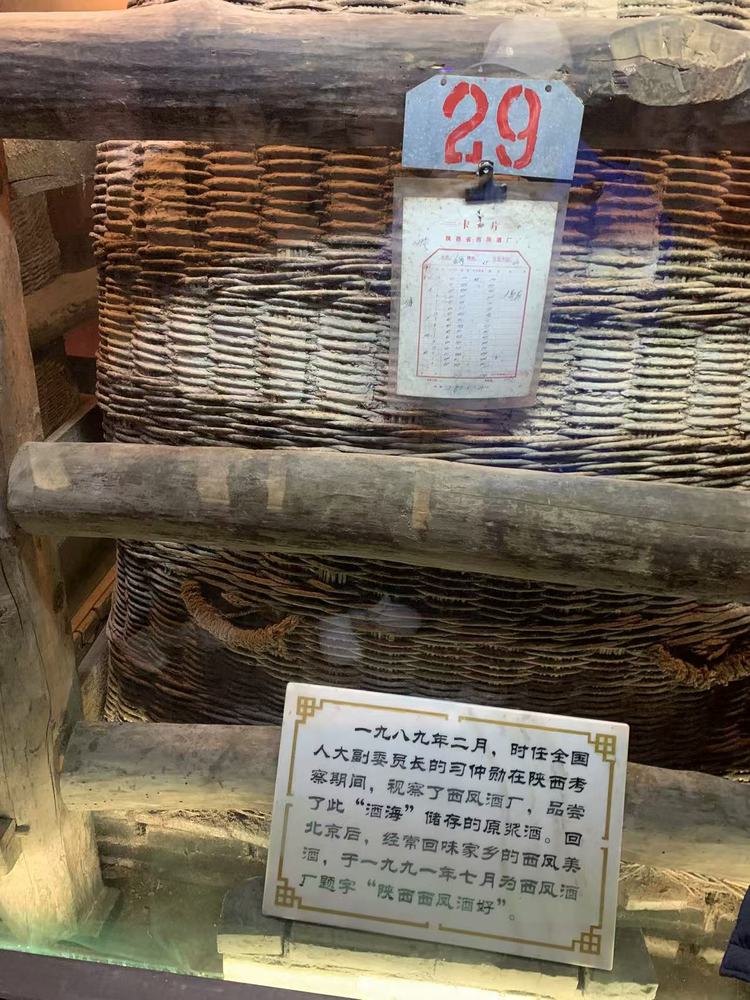 29
卡片
陕西省西凤酒厂
一九八九年二月，时任全国
人大副委员长的习仲勋在陕西考
察期间，视察了西凤酒厂，品尝
了此“酒海”储存的原浆酒。回
北京后，经常回味家乡的西凤美
酒，于一九九一年七月为西凤酒
厂题字“陕西西凤酒好”。